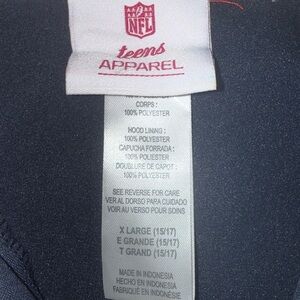 NFL
teens
APPAREL
CORPS:
100% POLYESTER
HOOD LINING:
100% POLYESTER
CAPUCHA FORRADA:
100% POLIESTER
DOUBLURE DE CAPOT:
100% POLYESTER
SEE REVERSE FOR CARE
VER AL DORSO PARA CUIDADO
VOIR AU VERSO POUR SOINS
X LARGE (15/17)
E GRANDE (15/17)
T GRAND (15/17)
MADE IN INDONESIA
HECHO EN INDONESIA
FABRIQUÉ EN INDONESIE